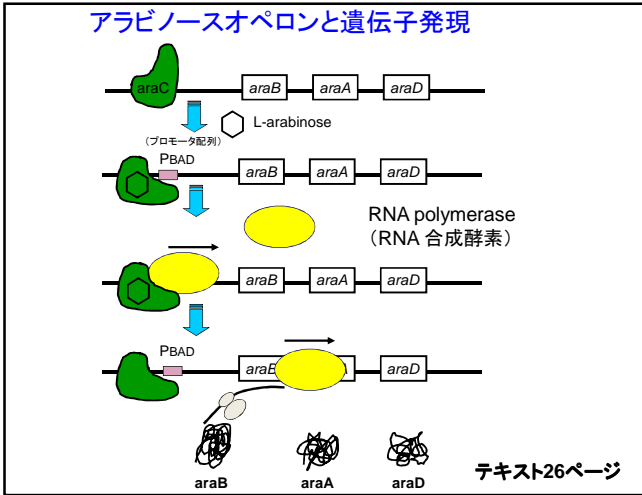 アラビノースオペロンと遺伝子発現
araC
araB araA araD
L-arabinose
(プロモータ配列)
PBAD
araB araA araD
RNA polymerase
(RNA 合成酵素)
araB araA araD
PBAD
araB A araD
araB araA araD
テキスト26ページ